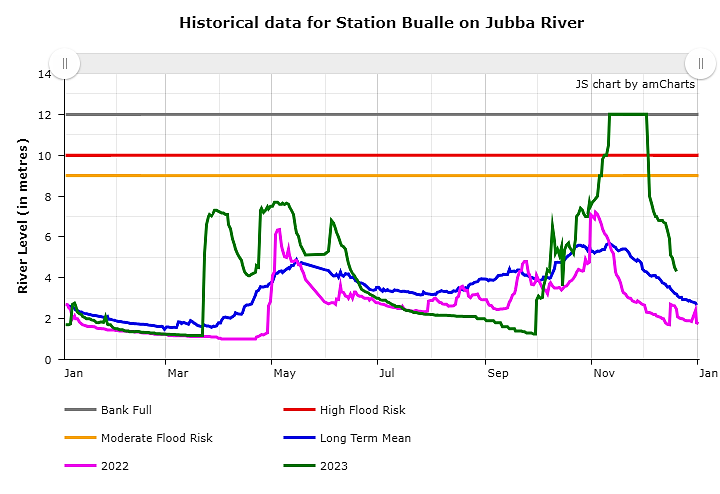 Historical data for Station Bualle on Jubba River
JS chart by amCharts
River Level (in metres)
14
12
10
8
6
4
2
0
Jan Mar May Jul Sep Nov Jan
Bank Full High Flood Risk
Moderate Flood Risk Long Term Mean
2022 2023